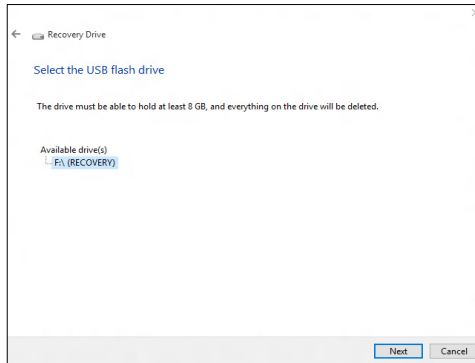 Recovery Drive
Select the USB flash drive
The drive must be able to hold at least 8 GB, and everything on the drive will be deleted.
Available drive(s)
F:\ (RECOVERY)
Next Cancel